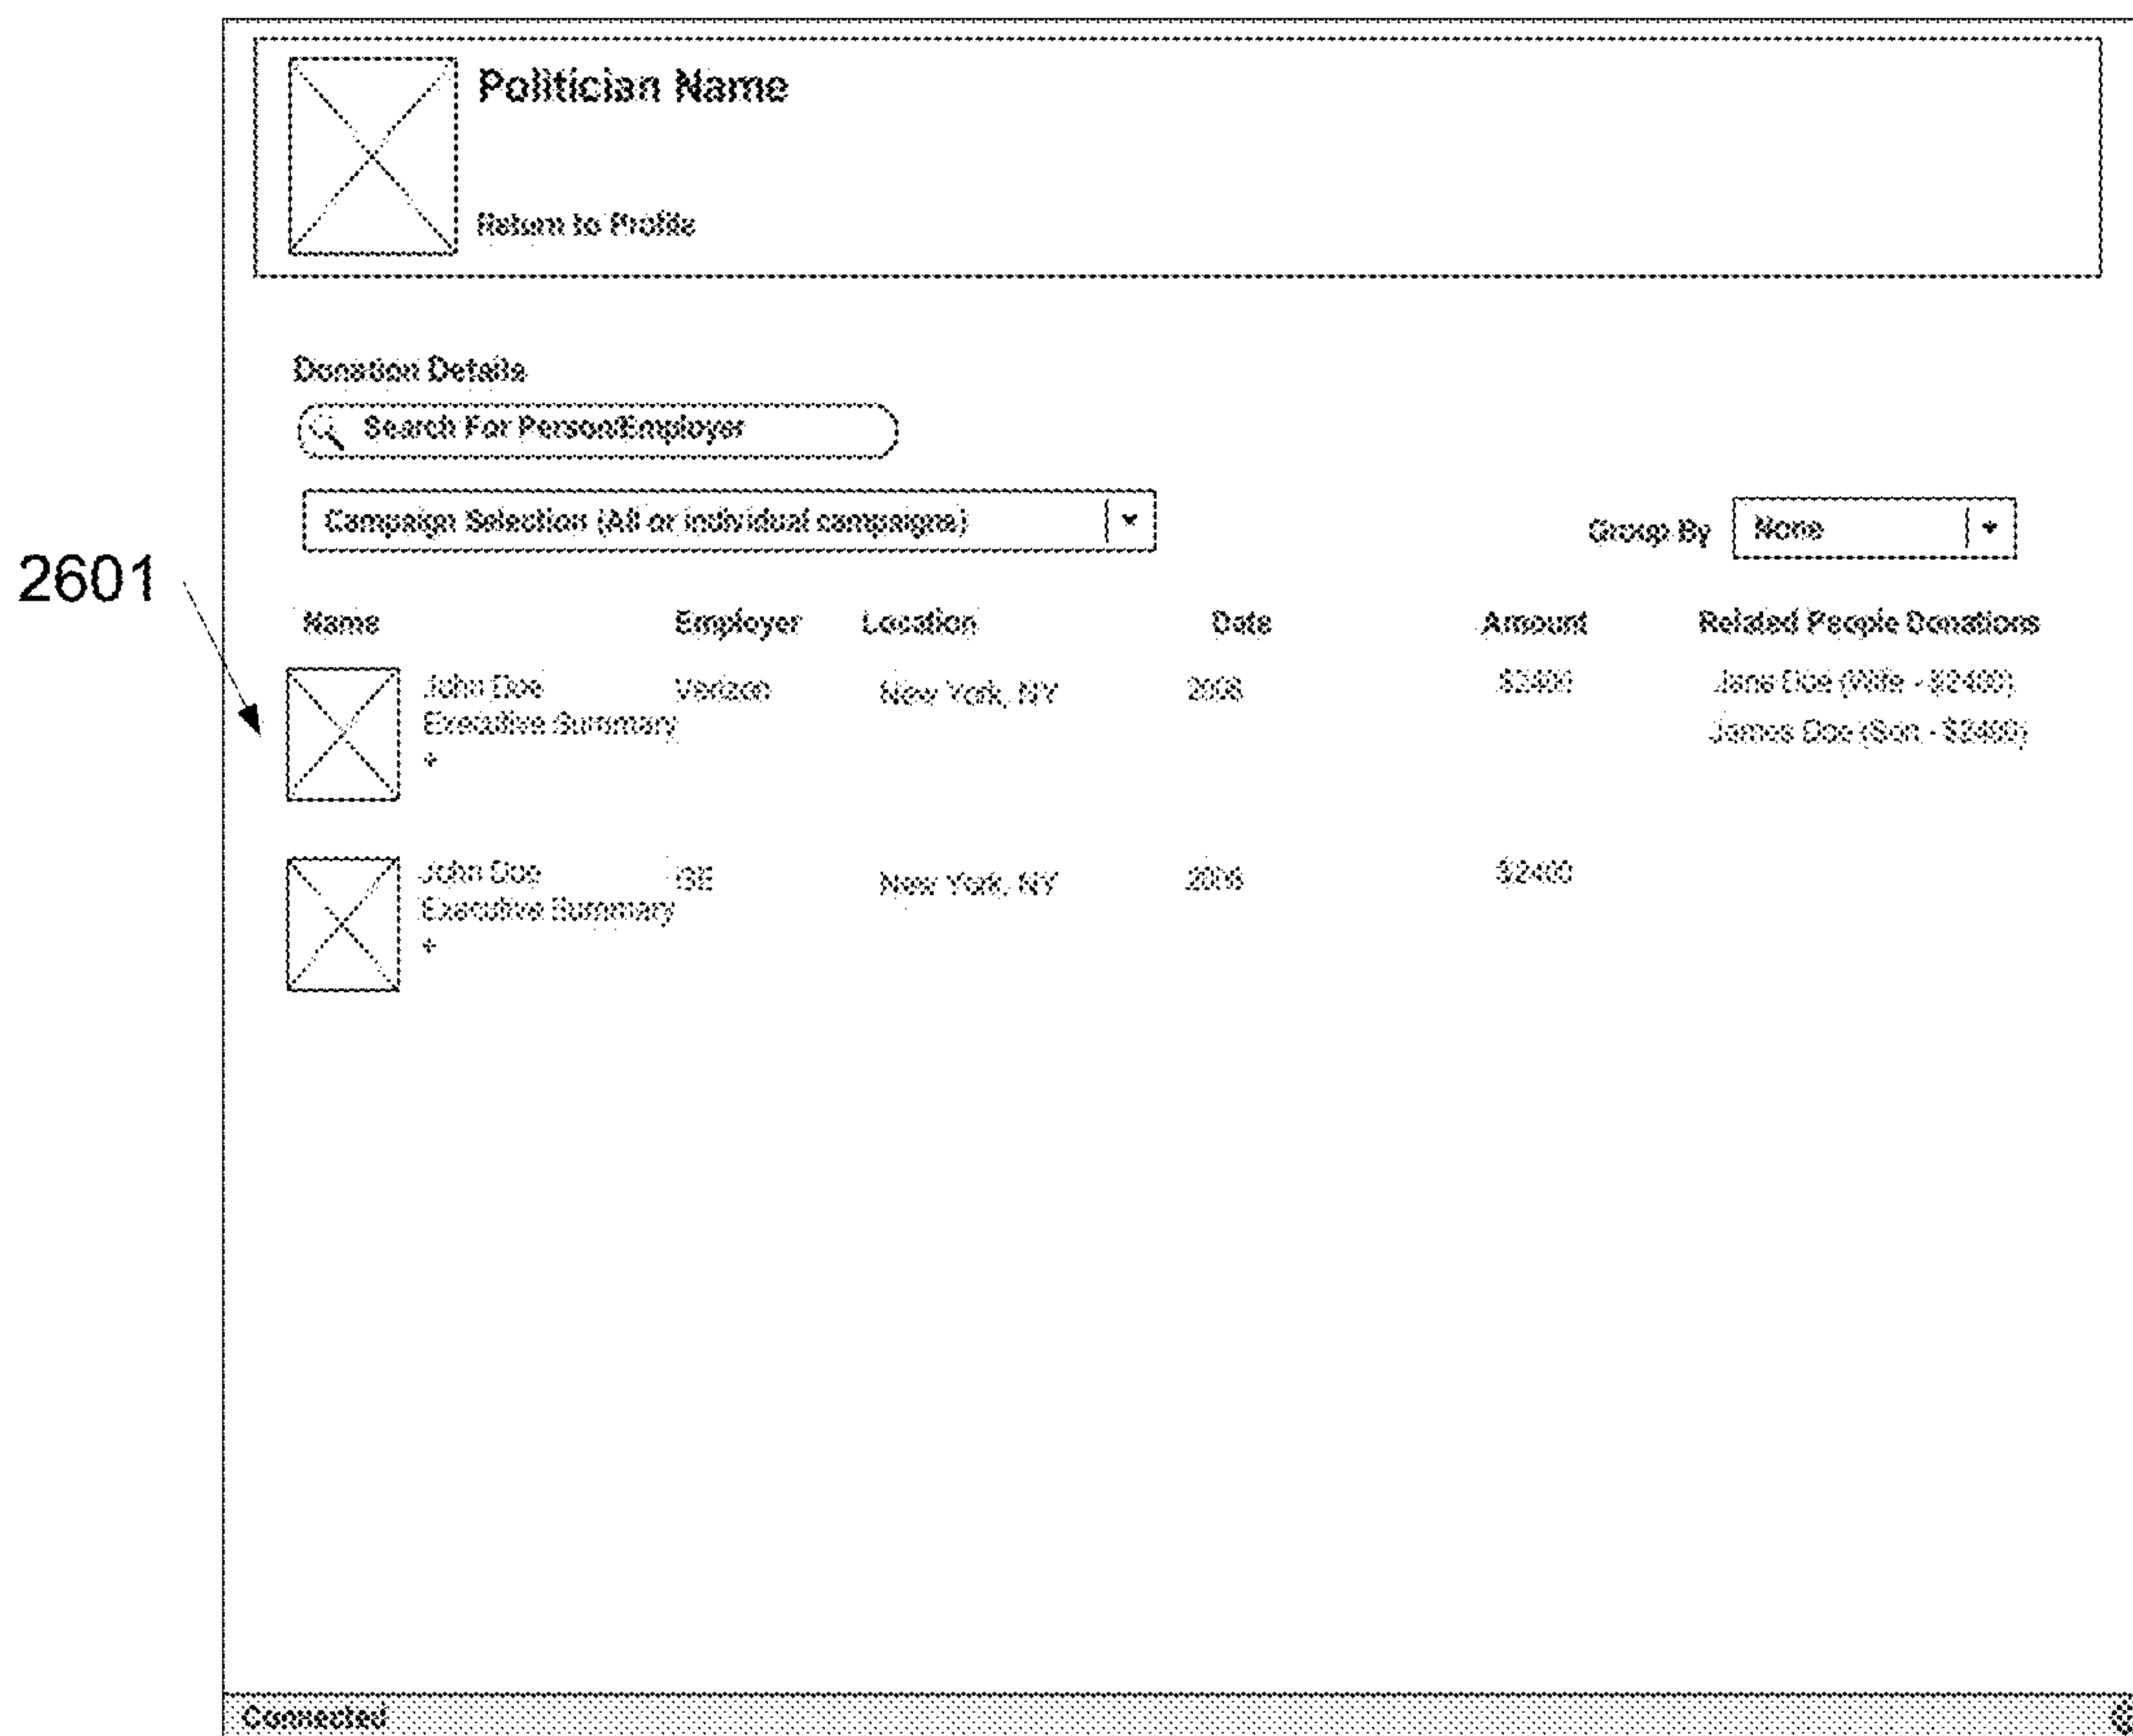 Politician Name
Return to Profile
Donation Details
Search For Person/Employer
Campaign Selection (All or individual campaigns)
Group By None
2601
Name Employer Location Date Amount Related People Donations
John Doe Verizon New York, NY $2400 Jane Doe (Wife - $2400)
Executive Summary James Doe (Son - $2400)
+
John Doe GE New York, NY $2400
Executive Summary
+
Connected